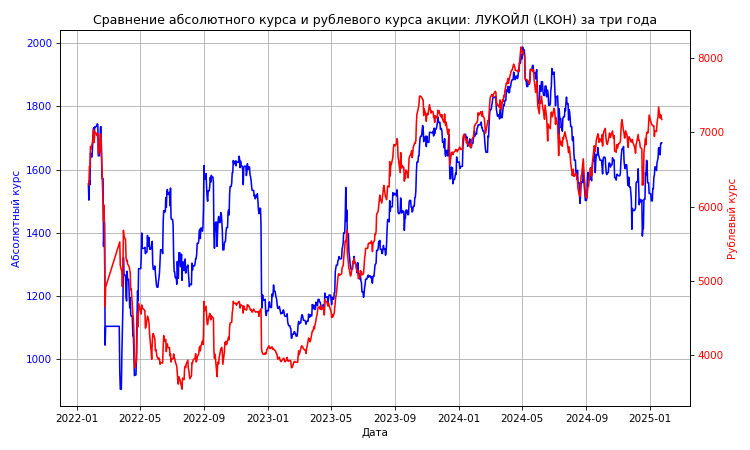 Сравнение абсолютного курса и рублевого курса акции: ЛУКОЙЛ (LKOH) за три года
2000
1800
1600
1400
1200
1000
Абсолютный курс
8000
7000
6000
5000
4000
Рублевый курс
2022-01 2022-05 2022-09 2023-01 2023-05 2023-09 2024-01 2024-05 2024-09 2025-01
Дата